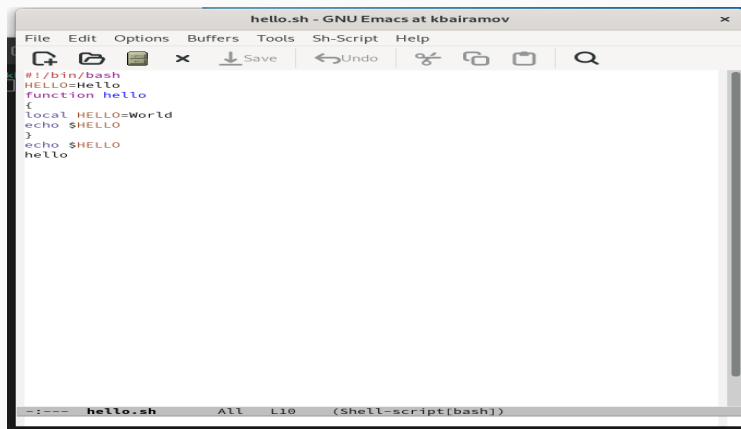 hello.sh - GNU Emacs at kbairamov
File Edit Options Buffers Tools Sh-Script Help
Save Undo
#!/bin/bash
HELLO=Hello
function hello
{
local HELLO=World
echo $HELLO
}
echo $HELLO
hello
-:--- hello.sh All L10 (Shell-script[bash])